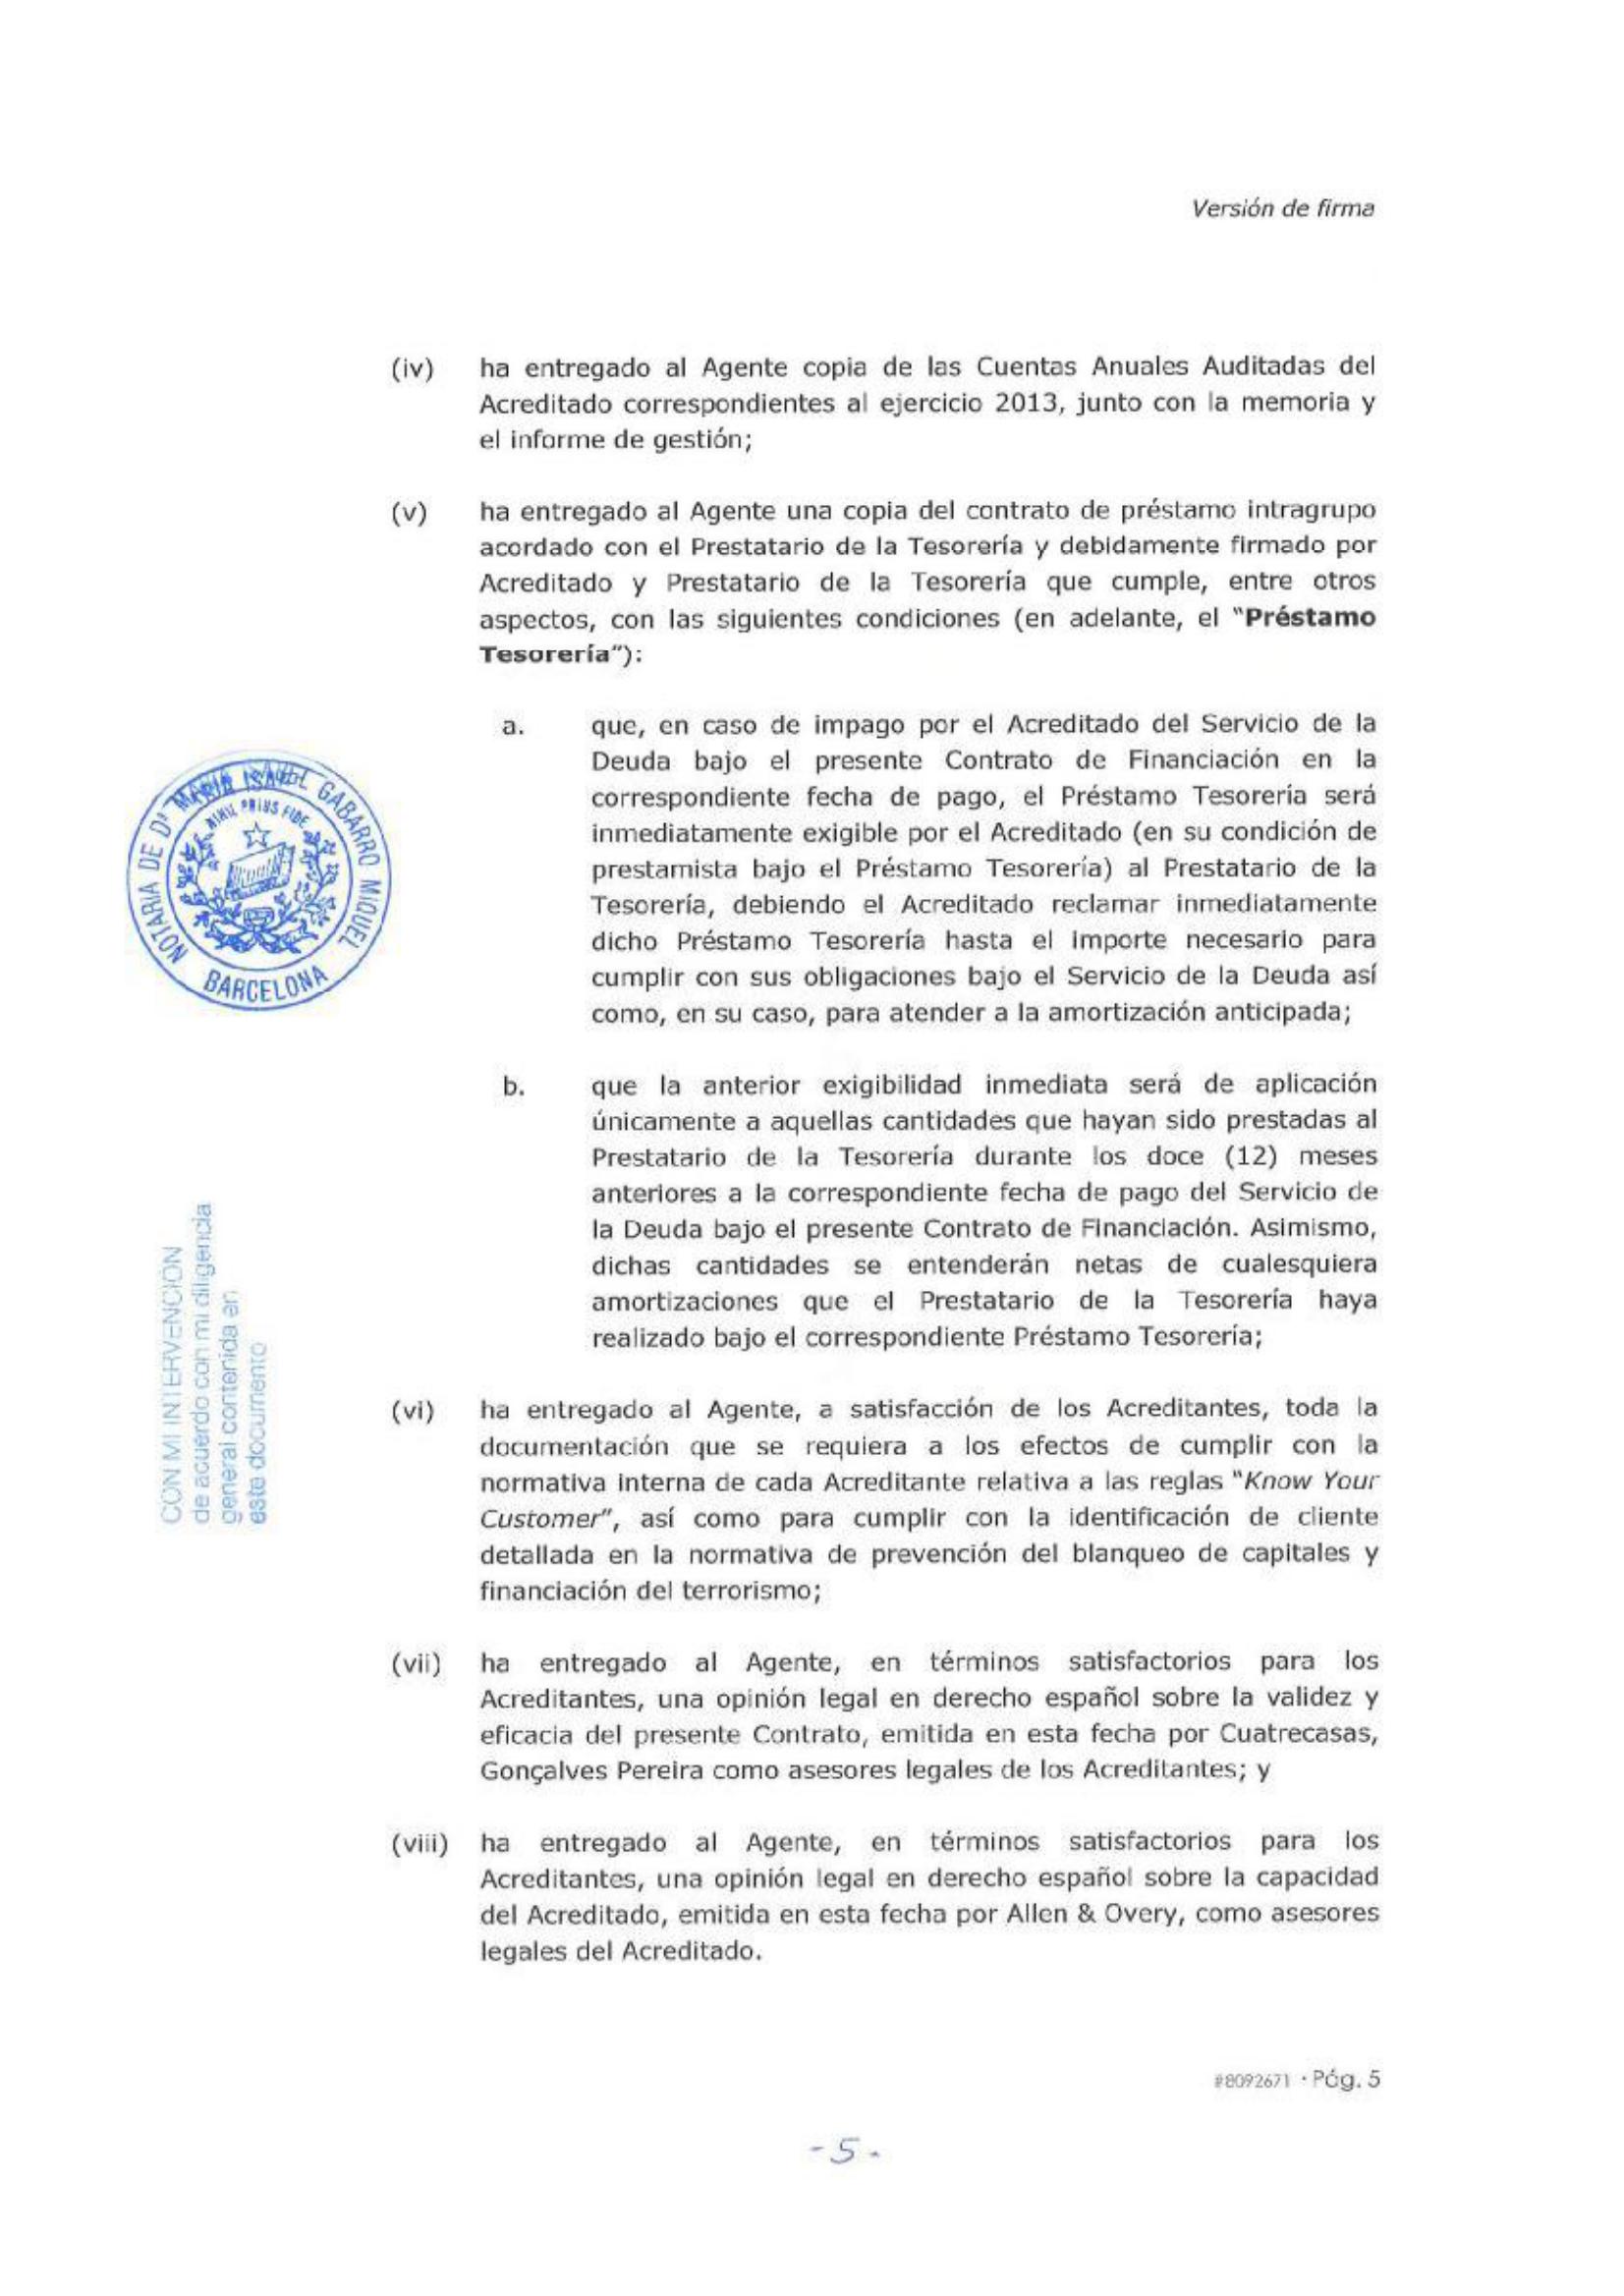 Versión de firma
(iv) ha entregado al Agente copia de las Cuentas Anuales Auditadas del
Acreditado correspondientes al ejercicio 2013, junto con la memoria y
el informe de gestión;
(v) ha entregado al Agente una copia del contrato de préstamo intragrupo
acordado con el Prestatario de la Tesorería y debidamente firmado por
Acreditado y Prestatario de la Tesorería que cumple, entre otros
aspectos, con las siguientes condiciones (en adelante, el "Préstamo
Tesorería"):
a. que, en caso de impago por el Acreditado del Servicio de la
Deuda bajo el presente Contrato de Financiación en la
correspondiente fecha de pago, el Préstamo Tesorería será
inmediatamente exigible por el Acreditado (en su condición de
prestamista bajo el Préstamo Tesorería) al Prestatario de la
Tesorería, debiendo el Acreditado reclamar inmediatamente
dicho Préstamo Tesorería hasta el importe necesario para
cumplir con sus obligaciones bajo el Servicio de la Deuda así
como, en su caso, para atender a la amortización anticipada;
b. que la anterior exigibilidad inmediata será de aplicación
únicamente a aquellas cantidades que hayan sido prestadas al
Prestatario de la Tesorería durante los doce (12) meses
anteriores a la correspondiente fecha de pago del Servicio de
la Deuda bajo el presente Contrato de Financiación. Asimismo,
dichas cantidades se entenderán netas de cualesquiera
amortizaciones que el Prestatario de la Tesorería haya
realizado bajo el correspondiente Préstamo Tesorería;
(vi) ha entregado al Agente, a satisfacción de los Acreditantes, toda la
documentación que se requiera a los efectos de cumplir con la
normativa interna de cada Acreditante relativa a las reglas "Know Your
Customer", así como para cumplir con la identificación de cliente
detallada en la normativa de prevención del blanqueo de capitales y
financiación del terrorismo;
(vii) ha entregado al Agente, en términos satisfactorios para los
Acreditantes, una opinión legal en derecho español sobre la validez y
eficacia del presente Contrato, emitida en esta fecha por Cuatrecasas,
Gonçalves Pereira como asesores legales de los Acreditantes; y
(viii) ha entregado al Agente, en términos satisfactorios para los
Acreditantes, una opinión legal en derecho español sobre la capacidad
del Acreditado, emitida en esta fecha por Allen & Overy, como asesores
legales del Acreditado.
NOTARIA DE Dª MARIA ISABEL GABARRO MIQUEL
NIHIL PRIUS FIDE
BARCELONA
CON MI INTERVENCION
de acuerdo con mi diligencia
general contenida en
este documento
#8092671 · Pág. 5
- 5 -